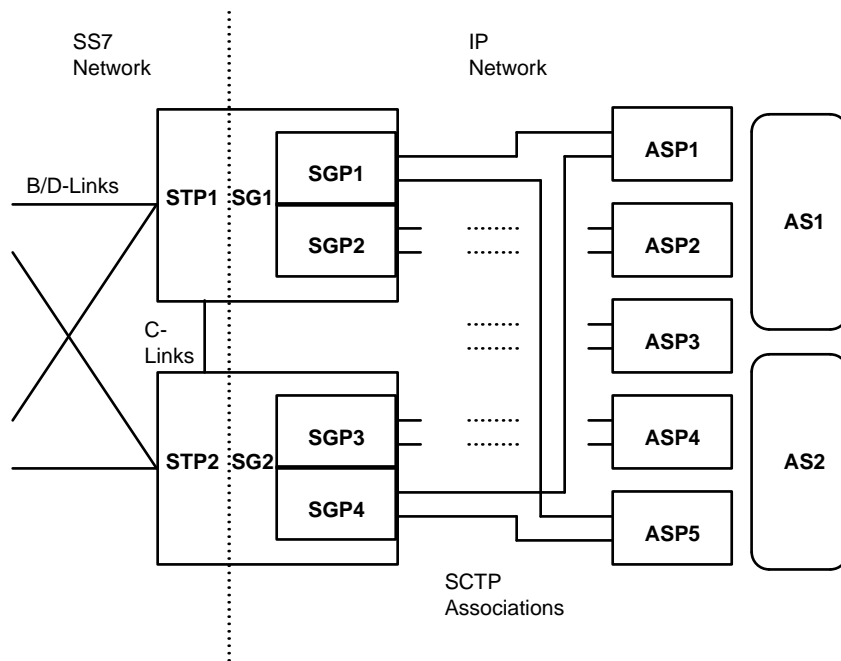 SS7
Network
IP
Network
B/D-Links
STP1
SG1
SGP1
SGP2
ASP1
ASP2
ASP3
AS1
C-
Links
STP2
SG2
SGP3
SGP4
ASP4
ASP5
AS2
SCTP
Associations